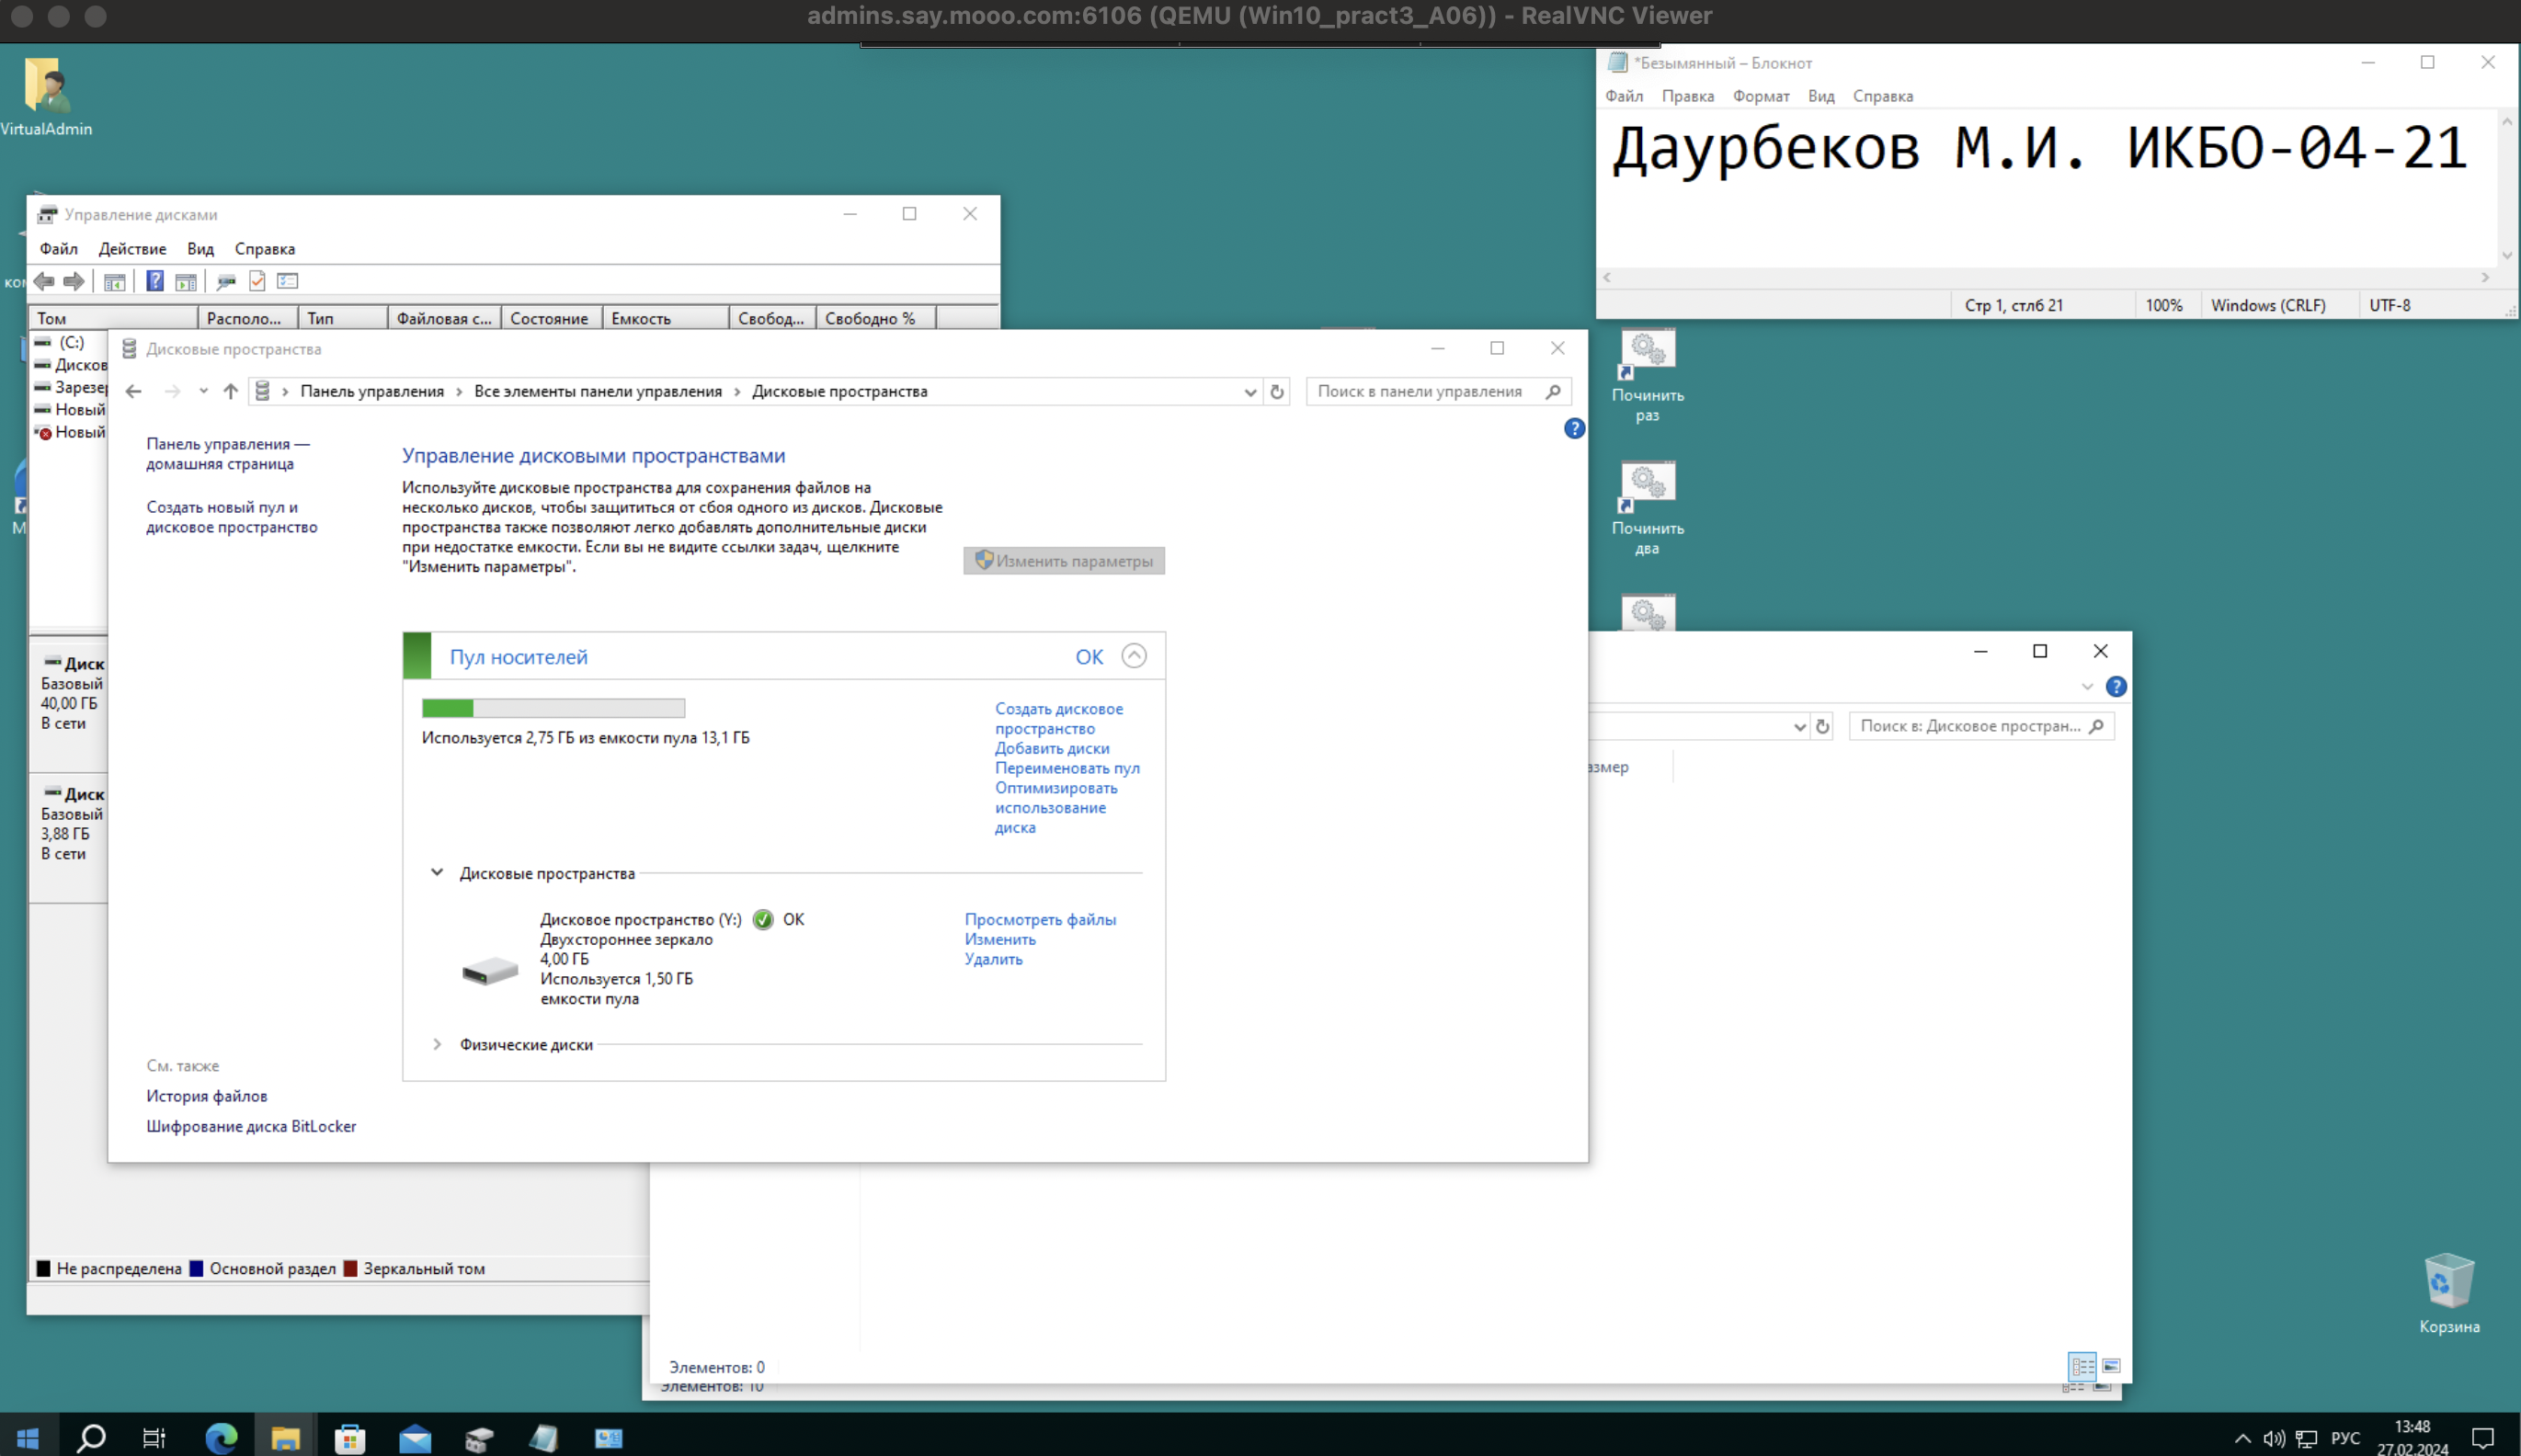 admins.say.mooo.com:6106 (QEMU (Win10_pract3_A06)) - RealVNC Viewer
VirtualAdmin
*Безымянный – Блокнот
Файл Правка Формат Вид Справка
Даурбеков М.И. ИКБО-04-21
Стр 1, стлб 21 100% Windows (CRLF) UTF-8
Управление дисками
Файл Действие Вид Справка
Том Располо... Тип Файловая с... Состояние Емкость Свобод... Свободно %
(C:)
Дисков
Зарезер
Новый
Новый
Диск
Базовый
40,00 ГБ
В сети
Диск
Базовый
3,88 ГБ
В сети
Не распределена Основной раздел Зеркальный том
Дисковые пространства
Панель управления Все элементы панели управления Дисковые пространства
Поиск в панели управления
Панель управления —
домашняя страница
Создать новый пул и
дисковое пространство
Управление дисковыми пространствами
Используйте дисковые пространства для сохранения файлов на
несколько дисков, чтобы защититься от сбоя одного из дисков. Дисковые
пространства также позволяют легко добавлять дополнительные диски
при недостатке емкости. Если вы не видите ссылки задач, щелкните
"Изменить параметры".
Изменить параметры
Пул носителей OK
Используется 2,75 ГБ из емкости пула 13,1 ГБ
Создать дисковое
пространство
Добавить диски
Переименовать пул
Оптимизировать
использование
диска
Дисковые пространства
Дисковое пространство (Y:) OK
Двухстороннее зеркало
4,00 ГБ
Используется 1,50 ГБ
емкости пула
Просмотреть файлы
Изменить
Удалить
Физические диски
См. также
История файлов
Шифрование диска BitLocker
Починить
раз
Починить
два
Поиск в: Дисковое простран...
азмер
Элементов: 0
Элементов: 10
Корзина
РУС
13:48
27.02.2024